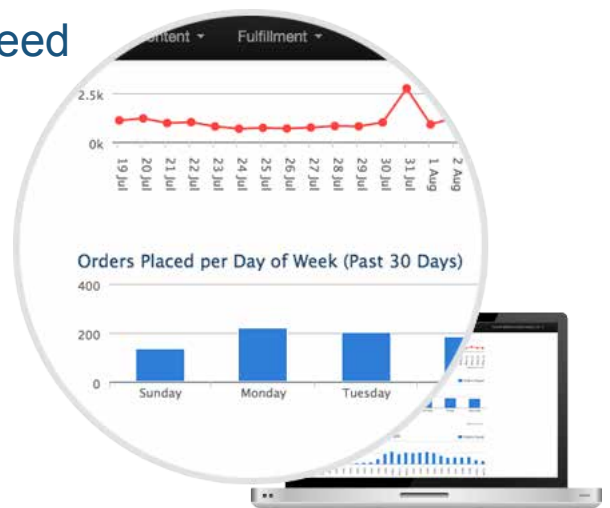 eed
ntent Fulfillment
2.5k
0k
19 Jul 20 Jul 21 Jul 22 Jul 23 Jul 24 Jul 25 Jul 26 Jul 27 Jul 28 Jul 29 Jul 30 Jul 31 Jul 1 Aug 2 Aug
Orders Placed per Day of Week (Past 30 Days)
400
200
0
Sunday Monday Tuesday